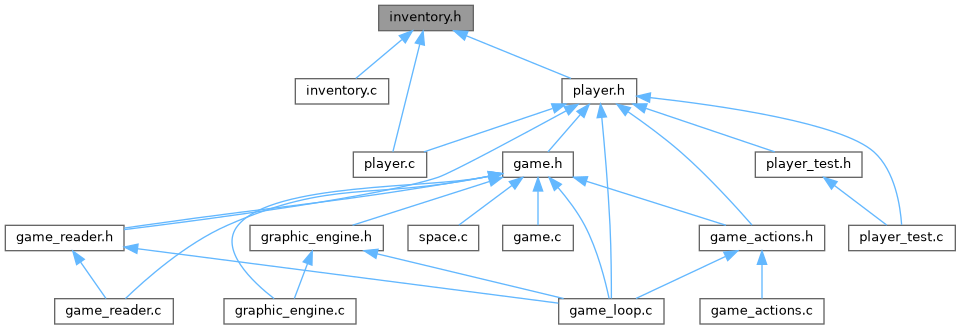 inventory.h
inventory.c
player.h
player.c
game.h
player_test.h
game_reader.h
graphic_engine.h
space.c
game.c
game_actions.h
player_test.c
game_reader.c
graphic_engine.c
game_loop.c
game_actions.c